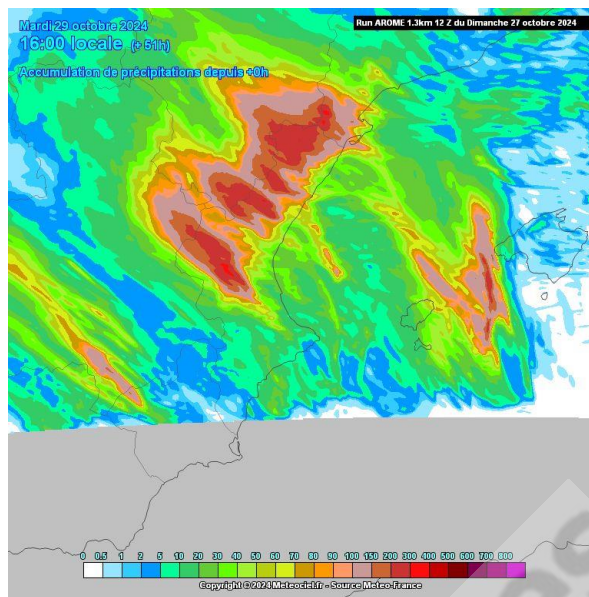 Mardi 29 octobre 2024
16:00 locale (+ 51h)
Accumulation de précipitations depuis +0h
Run AROME 1.3km 12 Z du Dimanche 27 octobre 2024
0 0.5 1 2 5 10 20 30 40 50 60 70 80 90 100 150 200 300 400 500 600 700 800
Copyright © 2024 Meteociel.fr - Source Meteo-France